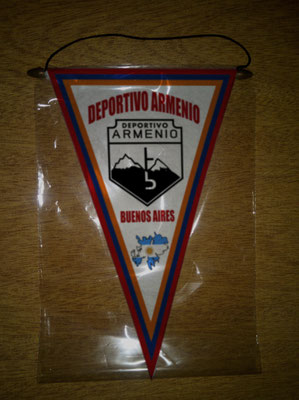 DEPORTIVO ARMENIO
DEPORTIVO
ARMENIO
BUENOS AIRES